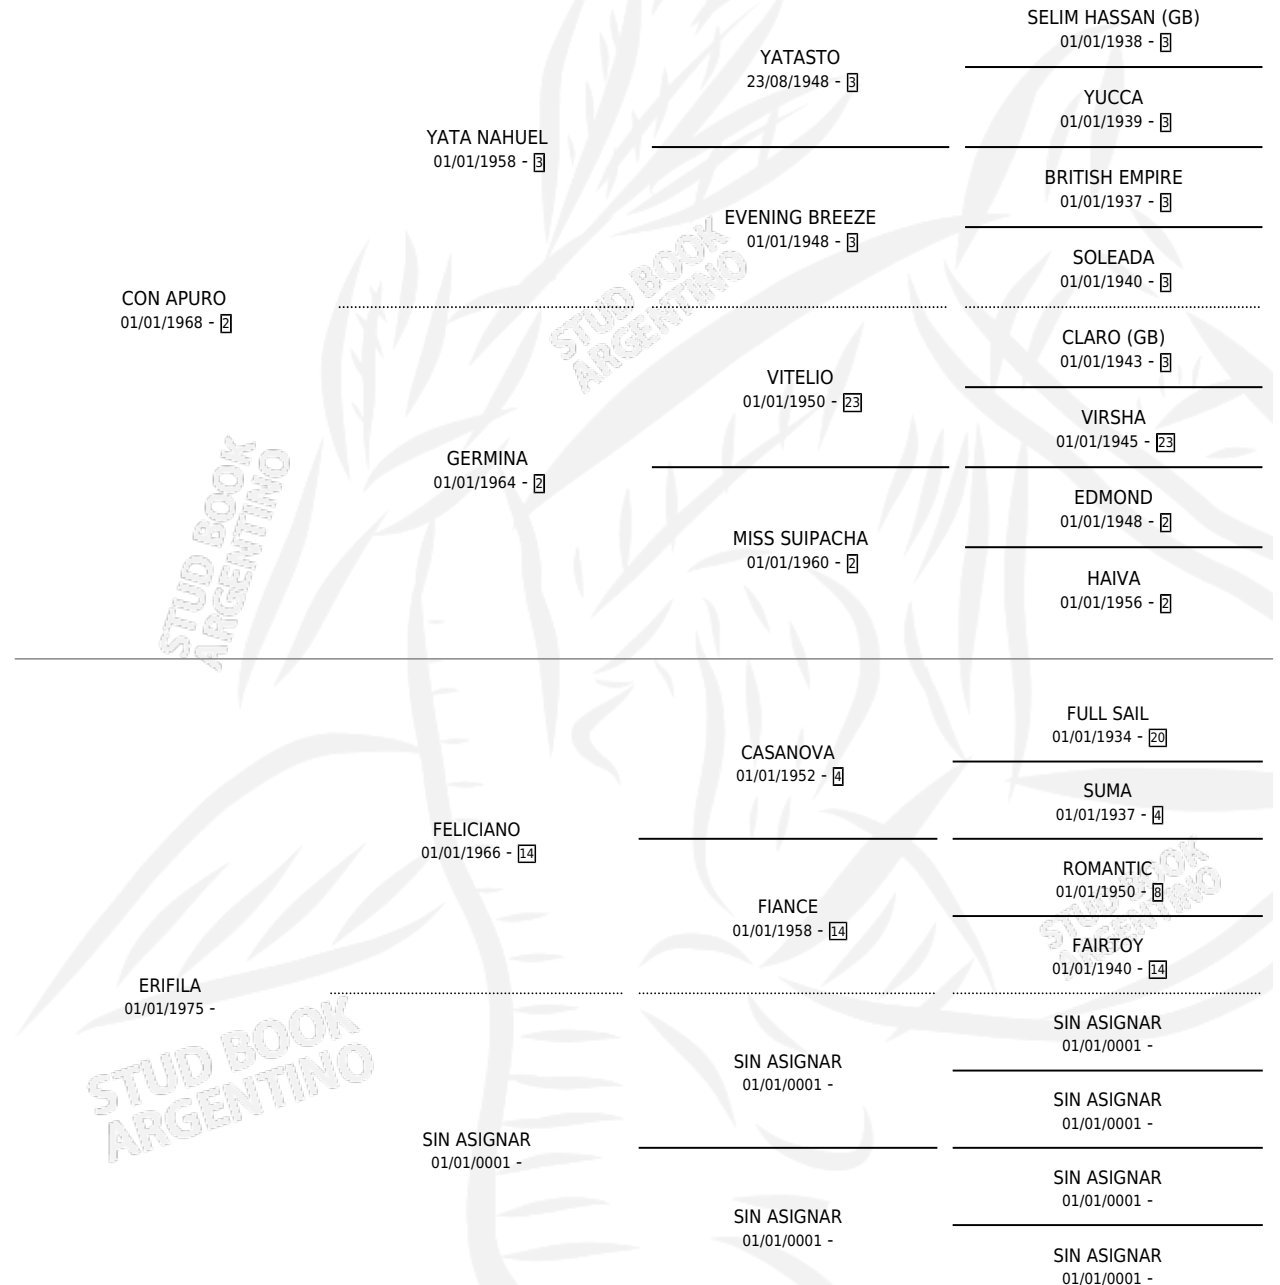 SELIM HASSAN (GB)
01/01/1938 - 3
YATASTO
23/08/1948 - 3
YUCCA
01/01/1939 - 3
YATA NAHUEL
01/01/1958 - 3
BRITISH EMPIRE
01/01/1937 - 3
EVENING BREEZE
01/01/1948 - 3
SOLEADA
01/01/1940 - 3
CON APURO
01/01/1968 - 2
CLARO (GB)
01/01/1943 - 3
VITELIO
01/01/1950 - 23
VIRSHA
01/01/1945 - 23
GERMINA
01/01/1964 - 2
EDMOND
01/01/1948 - 2
MISS SUIPACHA
01/01/1960 - 2
HAIVA
01/01/1956 - 2
FULL SAIL
01/01/1934 - 20
CASANOVA
01/01/1952 - 4
SUMA
01/01/1937 - 4
FELICIANO
01/01/1966 - 14
ROMANTIC
01/01/1950 - 8
FIANCE
01/01/1958 - 14
FAIRTOY
01/01/1940 - 14
ERIFILA
01/01/1975 -
SIN ASIGNAR
01/01/0001 -
SIN ASIGNAR
01/01/0001 -
SIN ASIGNAR
01/01/0001 -
SIN ASIGNAR
01/01/0001 -
SIN ASIGNAR
01/01/0001 -
SIN ASIGNAR
01/01/0001 -
SIN ASIGNAR
01/01/0001 -
STUD BOOK
ARGENTINO
STUD BOOK
ARGENTINO
STUD BOOK
ARGENTINO
STUD BOOK
ARGENTINO